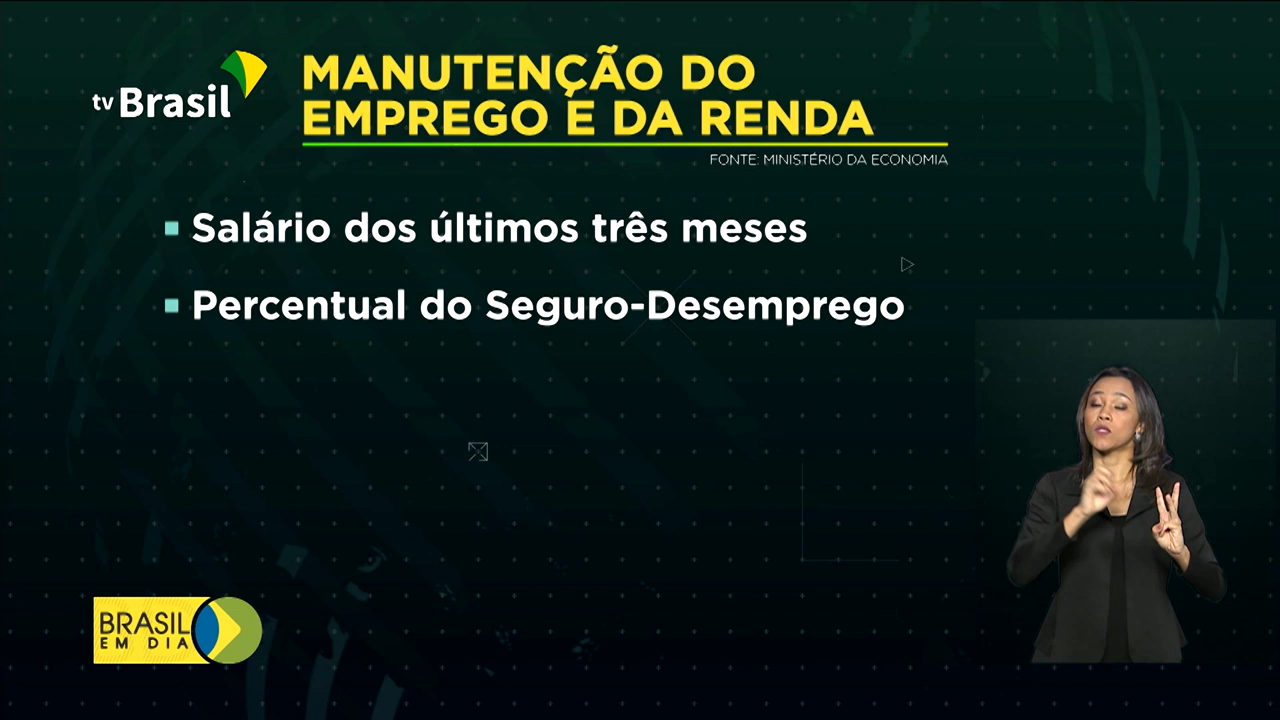 tv Brasil
MANUTENÇÃO DO
EMPREGO E DA RENDA
FONTE: MINISTÉRIO DA ECONOMIA
Salário dos últimos três meses
Percentual do Seguro-Desemprego
BRASIL
EM DIA